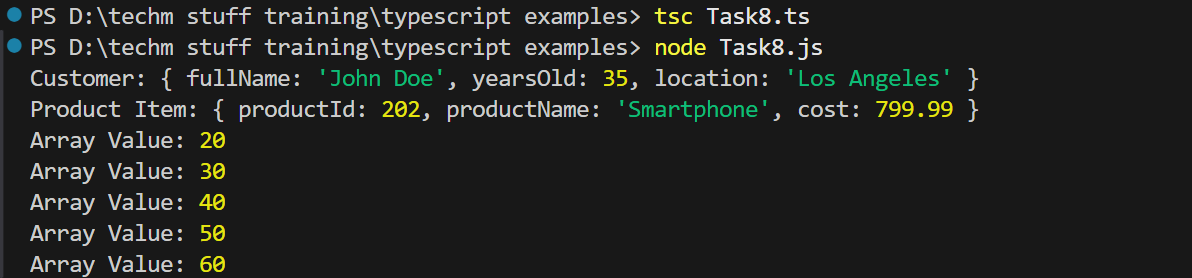 PS D:\techm stuff training\typescript examples> tsc Task8.ts
PS D:\techm stuff training\typescript examples> node Task8.js
Customer: { fullName: 'John Doe', yearsOld: 35, location: 'Los Angeles' }
Product Item: { productId: 202, productName: 'Smartphone', cost: 799.99 }
Array Value: 20
Array Value: 30
Array Value: 40
Array Value: 50
Array Value: 60